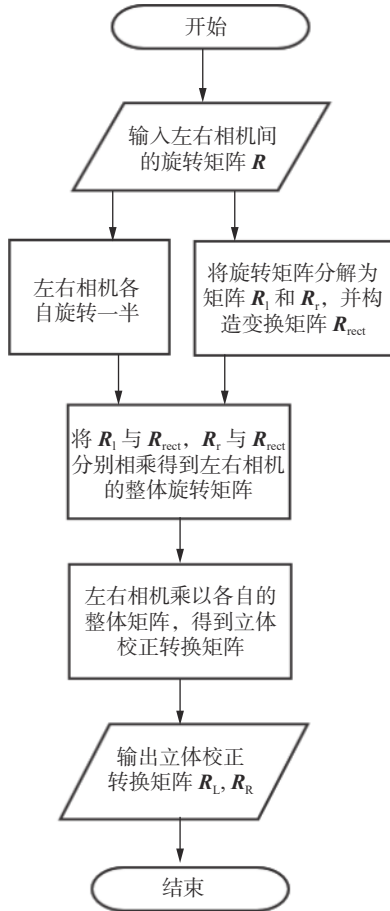 开始
输入左右相机间
的旋转矩阵 R
左右相机各
自旋转一半
将旋转矩阵分解为
矩阵 Rl 和 Rr，并构
造变换矩阵 Rrect
将 Rl 与 Rrect，Rr 与 Rrect
分别相乘得到左右相机
的整体旋转矩阵
左右相机乘以各自的
整体矩阵，得到立体
校正转换矩阵
输出立体校正
转换矩阵 RL, RR
结束